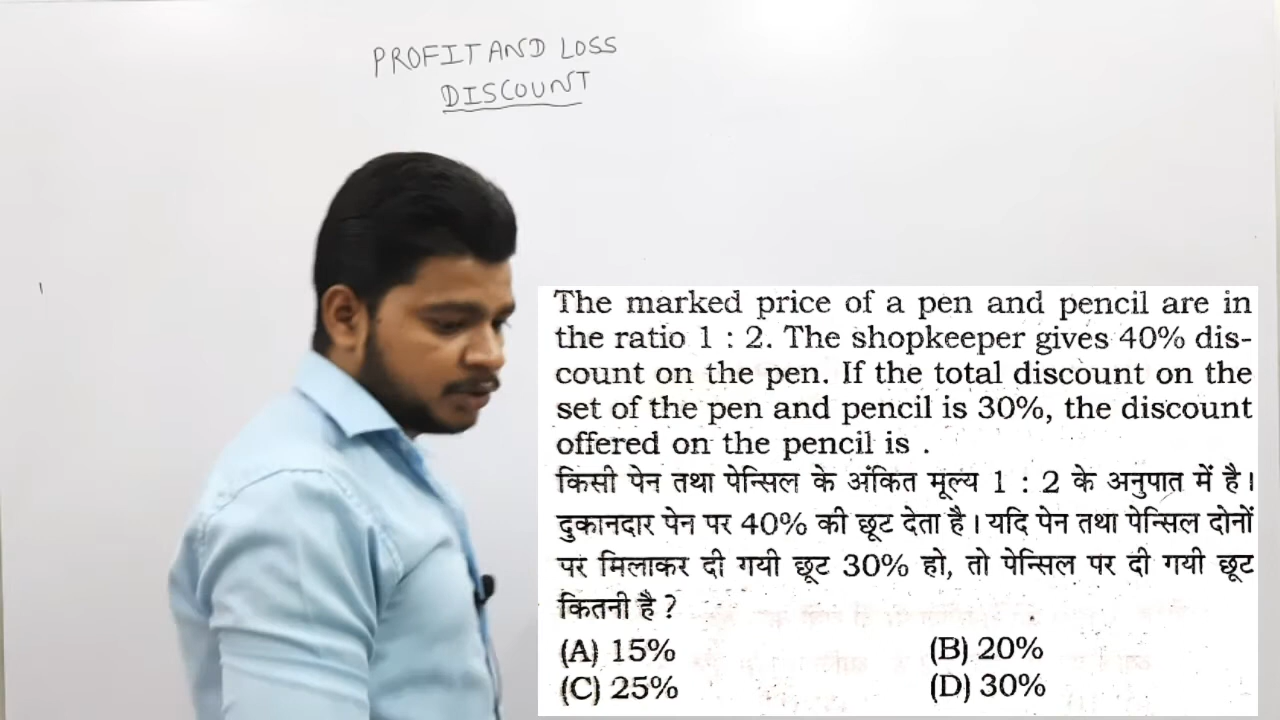 PROFIT AND LOSS
DISCOUNT
The marked price of a pen and pencil are in
the ratio 1 : 2. The shopkeeper gives 40% dis-
count on the pen. If the total discount on the
set of the pen and pencil is 30%, the discount
offered on the pencil is .
किसी पेन तथा पेन्सिल के अंकित मूल्य 1 : 2 के अनुपात में है।
दुकानदार पेन पर 40% की छूट देता है। यदि पेन तथा पेन्सिल दोनों
पर मिलाकर दी गयी छूट 30% हो, तो पेन्सिल पर दी गयी छूट
कितनी है ?
(A) 15% (B) 20%
(C) 25% (D) 30%